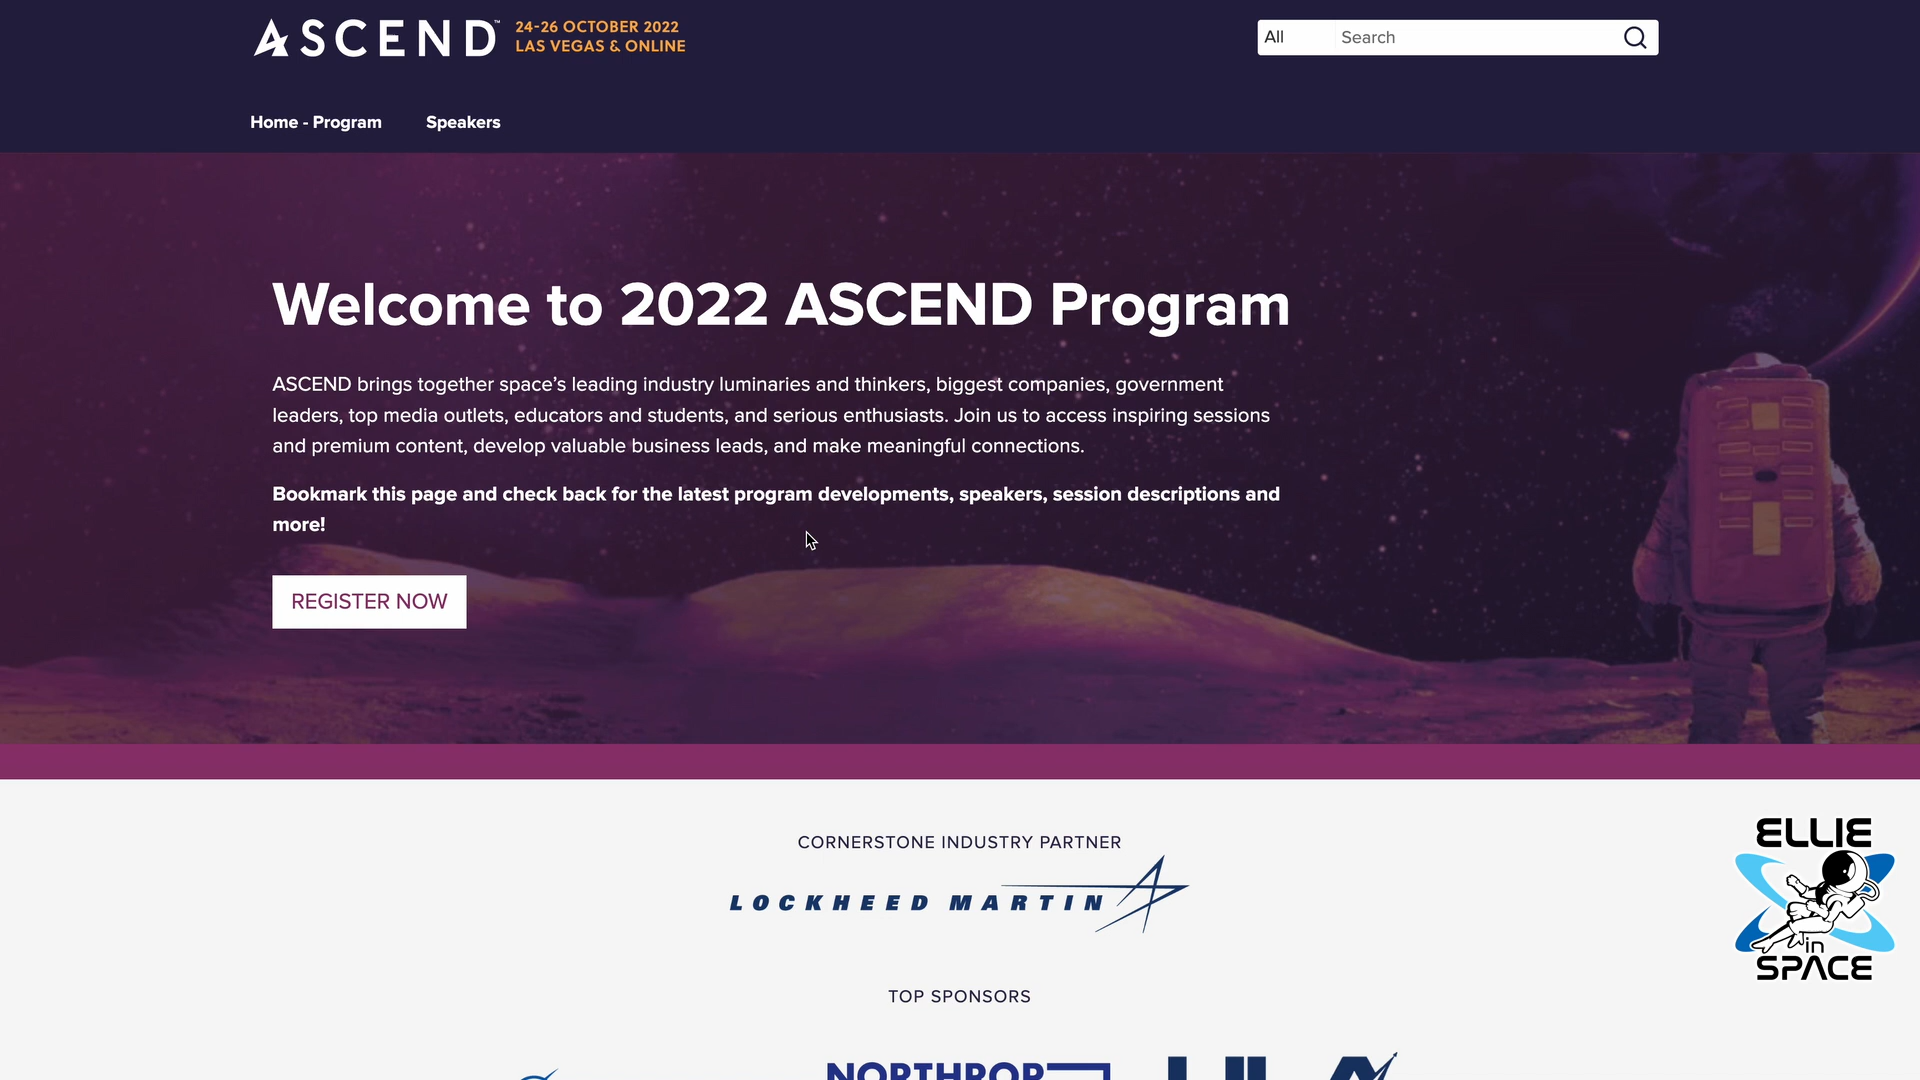 ASCEND™
24-26 OCTOBER 2022
LAS VEGAS & ONLINE
All
Search
Home - Program
Speakers
Welcome to 2022 ASCEND Program
ASCEND brings together space’s leading industry luminaries and thinkers, biggest companies, government
leaders, top media outlets, educators and students, and serious enthusiasts. Join us to access inspiring sessions
and premium content, develop valuable business leads, and make meaningful connections.
Bookmark this page and check back for the latest program developments, speakers, session descriptions and
more!
REGISTER NOW
CORNERSTONE INDUSTRY PARTNER
LOCKHEED MARTIN
ELLIE
in
SPACE
TOP SPONSORS
NORTHROP
ULA